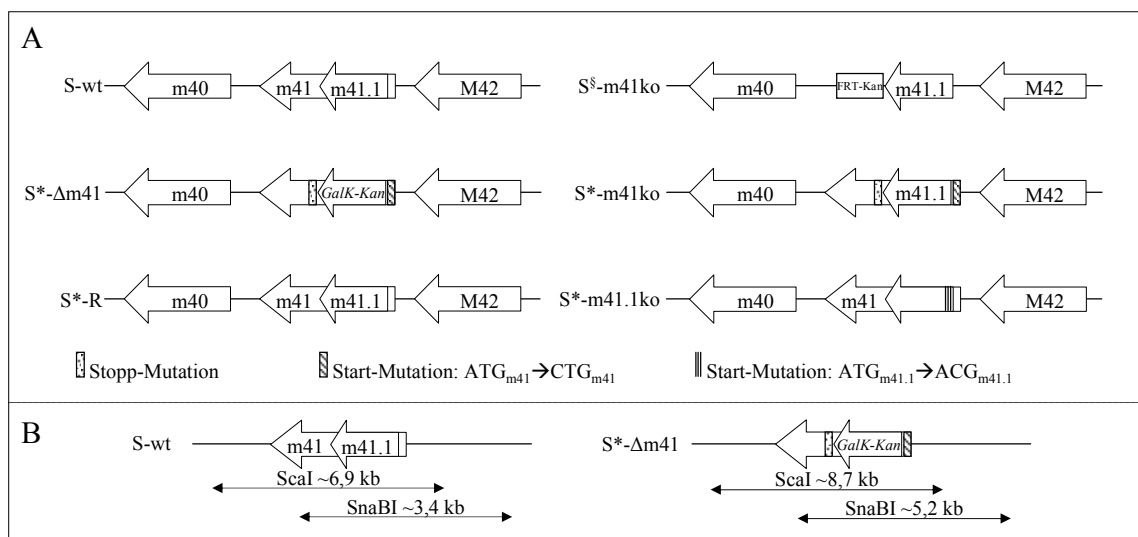 A
S-wt m40 m41 m41.1 M42 S§-m41ko m40 FRT-Kan m41.1 M42
S*-Δm41 m40 GalK-Kan M42 S*-m41ko m40 m41.1 M42
S*-R m40 m41 m41.1 M42 S*-m41.1ko m40 m41 M42
Stopp-Mutation Start-Mutation: ATGm41→CTGm41 Start-Mutation: ATGm41.1→ACGm41.1
B
S-wt m41 m41.1 S*-Δm41 GalK-Kan
ScaI ~6,9 kb ScaI ~8,7 kb
SnaBI ~3,4 kb SnaBI ~5,2 kb